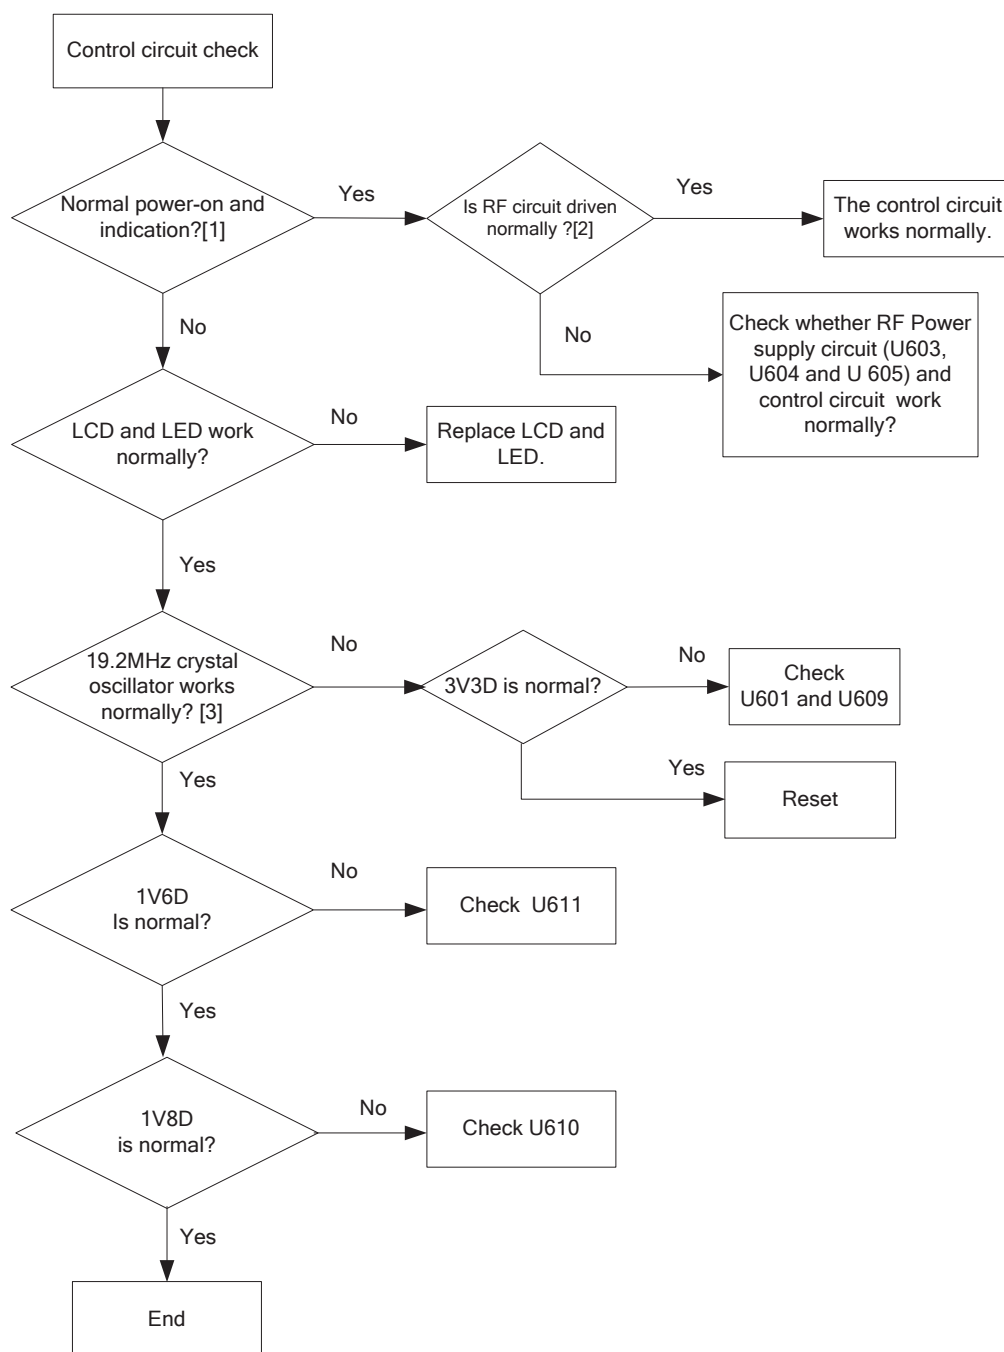 Control circuit check
Normal power-on and
indication?[1]
Yes
Is RF circuit driven
normally ?[2]
Yes
The control circuit
works normally.
No
No
Check whether RF Power
supply circuit (U603,
U604 and U 605) and
control circuit work
normally?
LCD and LED work
normally?
No
Replace LCD and
LED.
Yes
19.2MHz crystal
oscillator works
normally? [3]
No
3V3D is normal?
No
Check
U601 and U609
Yes
Reset
Yes
1V6D
Is normal?
No
Check U611
Yes
1V8D
is normal?
No
Check U610
Yes
End